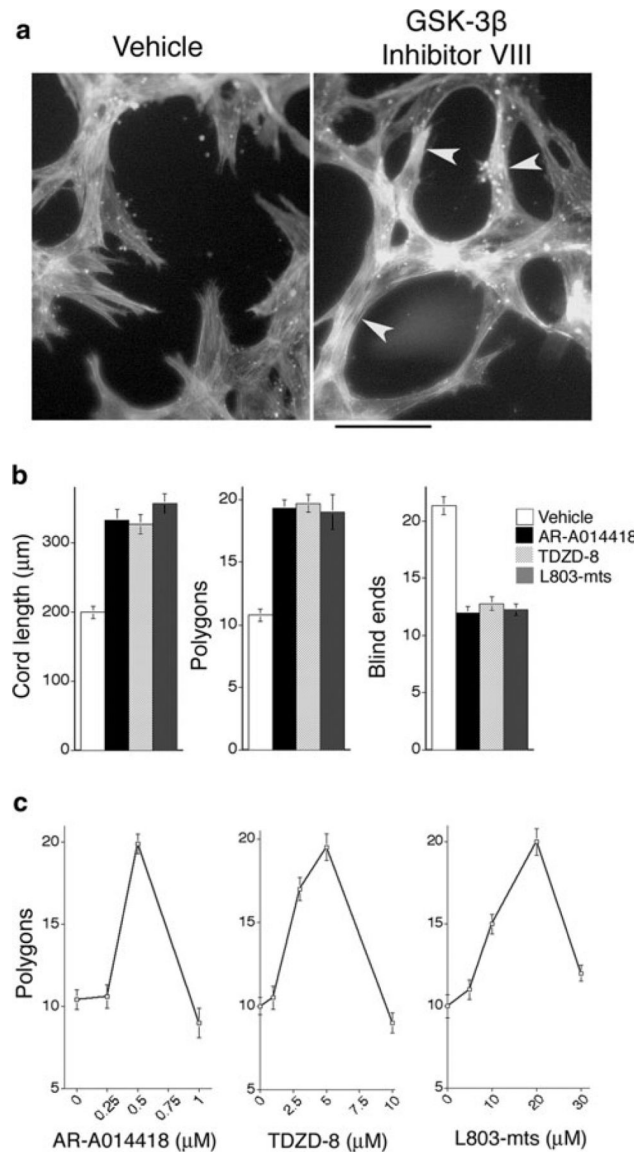 a
Vehicle
GSK-3β
Inhibitor VIII
b
Cord length (μm)
300
200
100
0
Polygons
20
15
10
5
0
Blind ends
20
15
10
5
0
Vehicle
AR-A014418
TDZD-8
L803-mts
c
Polygons
20
15
10
5
0
0.25
0.5
0.75
1
AR-A014418 (μM)
20
15
10
5
0
2.5
5
7.5
10
TDZD-8 (μM)
20
15
10
5
0
10
20
30
L803-mts (μM)